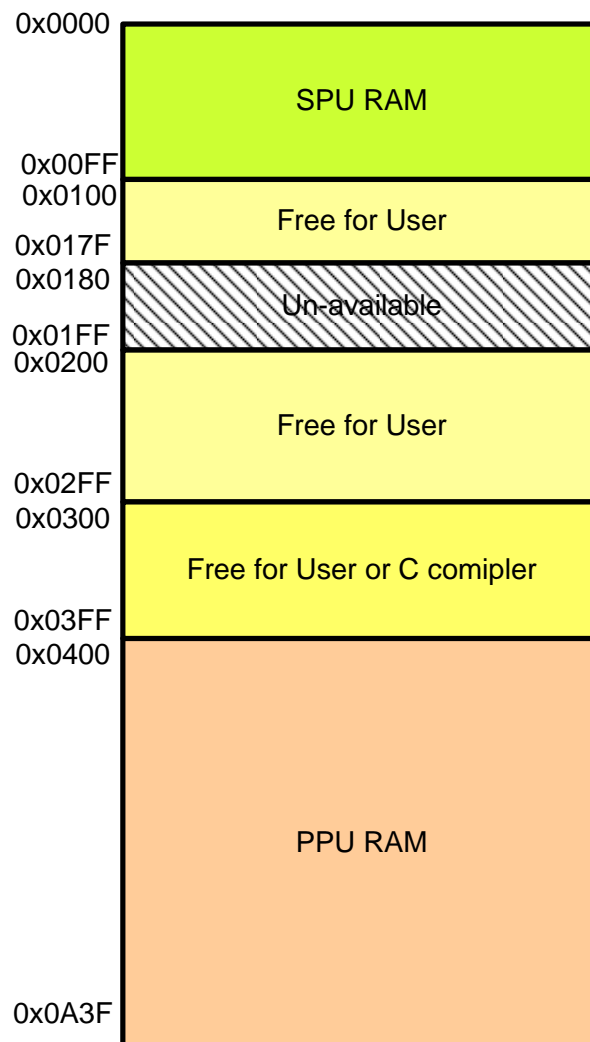 0x0000
SPU RAM
0x00FF
0x0100
Free for User
0x017F
0x0180
Un-available
0x01FF
0x0200
Free for User
0x02FF
0x0300
Free for User or C comipler
0x03FF
0x0400
PPU RAM
0x0A3F